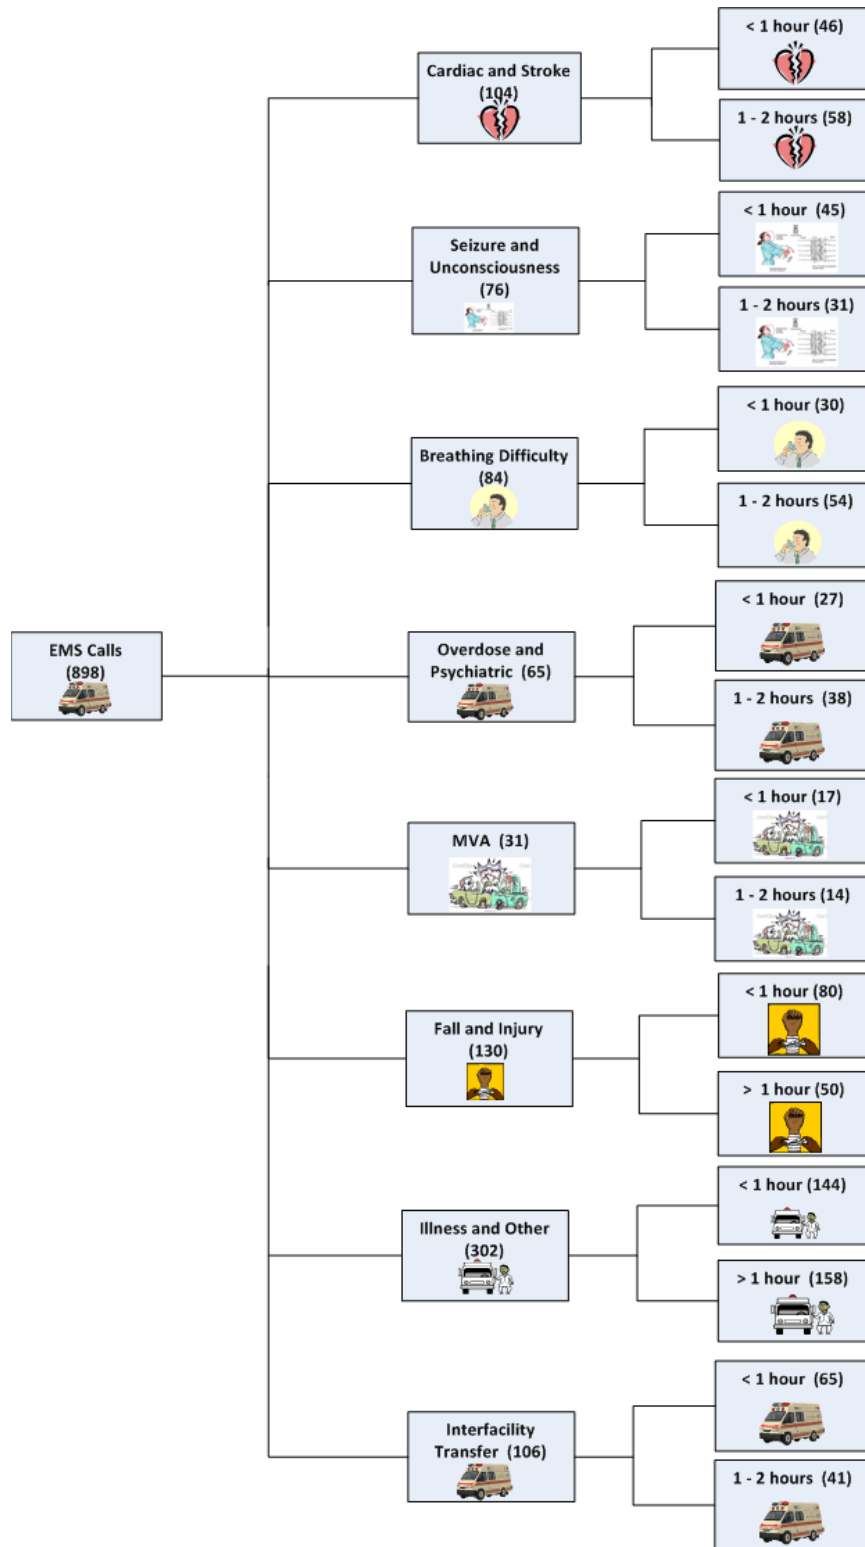 EMS Calls
(898)
Cardiac and Stroke
(104)
< 1 hour (46)
1 - 2 hours (58)
Seizure and
Unconsciousness
(76)
< 1 hour (45)
1 - 2 hours (31)
Breathing Difficulty
(84)
< 1 hour (30)
1 - 2 hours (54)
Overdose and
Psychiatric (65)
< 1 hour (27)
1 - 2 hours (38)
MVA (31)
< 1 hour (17)
1 - 2 hours (14)
Fall and Injury
(130)
< 1 hour (80)
> 1 hour (50)
Illness and Other
(302)
< 1 hour (144)
> 1 hour (158)
Interfacility
Transfer (106)
< 1 hour (65)
1 - 2 hours (41)